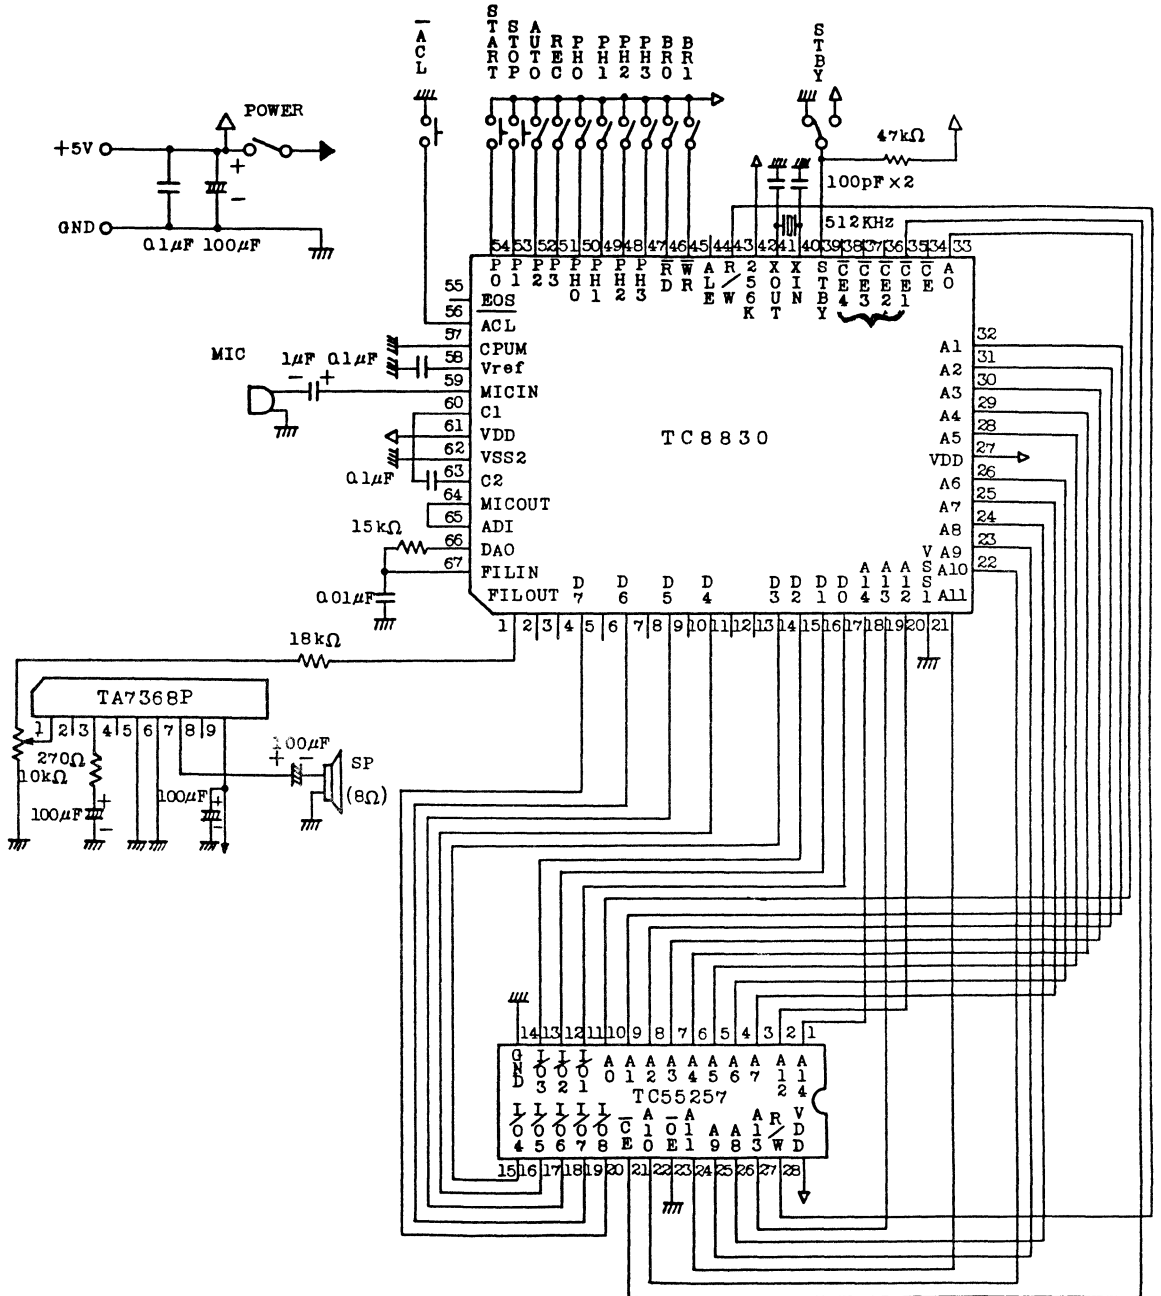 ACL
START
STOP
AUTO
REC
PH0
PH1
PH2
PH3
BR0
BR1
STBY
POWER
+5V
GND
0.1μF 100μF
47kΩ
100pF×2
512KHz
54 53 52 52 51 50 49 48 47 46 45 44 43 42 41 40 39 38 37 36 35 34 33
P0 P1 P2 P3 PH0 PH1 PH2 PH3 RD WR ALE R/W 256K XOUT XIN STBY CE4 CE3 CE2 CE1 CE A0
55
EOS
56
ACL
57
CPUM
58
Vref
59
MICIN
60
C1
61
VDD
62
VSS2
63
C2
64
MICOUT
65
ADI
66
DAO
67
FILIN
FILOUT
MIC
1μF 0.1μF
- +
0.1μF
15kΩ
0.01μF
TC8830
32
A1
31
A2
30
A3
29
A4
28
A5
27
VDD
26
A6
25
A7
24
A8
23
A9
22
A10
A11
D7 D6 D5 D4 D3 D2 D1 D0 A14 A13 A12 VSS1
1 2 3 4 5 6 7 8 9 10 11 12 13 14 15 16 17 18 19 20 21
18kΩ
TA7368P
1 2 3 4 5 6 7 8 9
270Ω
10kΩ
100μF
+
-
100μF
+
-
100μF
+ -
SP
(8Ω)
14 13 12 11 10 9 8 7 6 5 4 3 2 1
GND I/O3 I/O2 I/O1 A0 A1 A2 A3 A4 A5 A6 A7 A12 A14
TC55257
I/O4 I/O5 I/O6 I/O7 I/O8 CE A10 OE A11 A9 A8 A13 R/W VDD
15 16 17 18 19 20 21 22 23 24 25 26 27 28